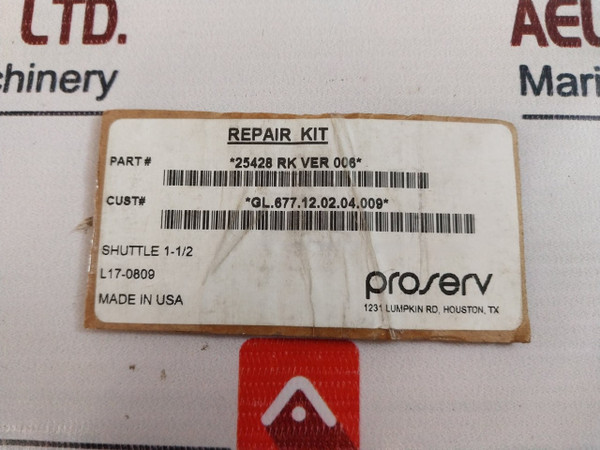 LTD.
AEL
chinery
Mari
REPAIR KIT
PART # *25428 RK VER 006*
CUST# *GL.677.12.02.04.009*
SHUTTLE 1-1/2
L17-0809
MADE IN USA
proserv
1231 LUMPKIN RD, HOUSTON, TX